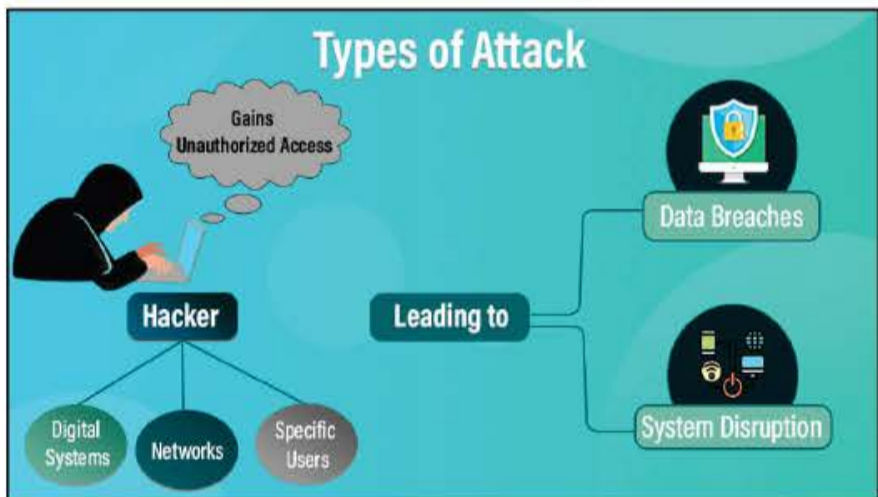 Types of Attack
Gains
Unauthorized Access
Hacker
Leading to
Data Breaches
System Disruption
Digital
Systems
Networks
Specific
Users